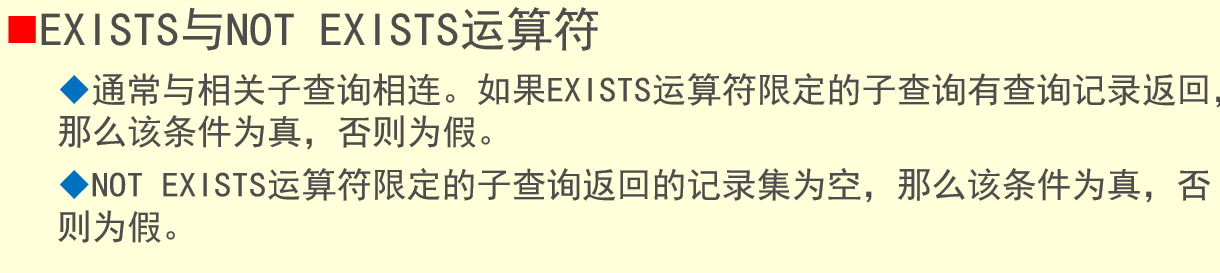 ■EXISTS与NOT EXISTS运算符
◆通常与相关子查询相连。如果EXISTS运算符限定的子查询有查询记录返回,
那么该条件为真，否则为假。
◆NOT EXISTS运算符限定的子查询返回的记录集为空，那么该条件为真，否
则为假。